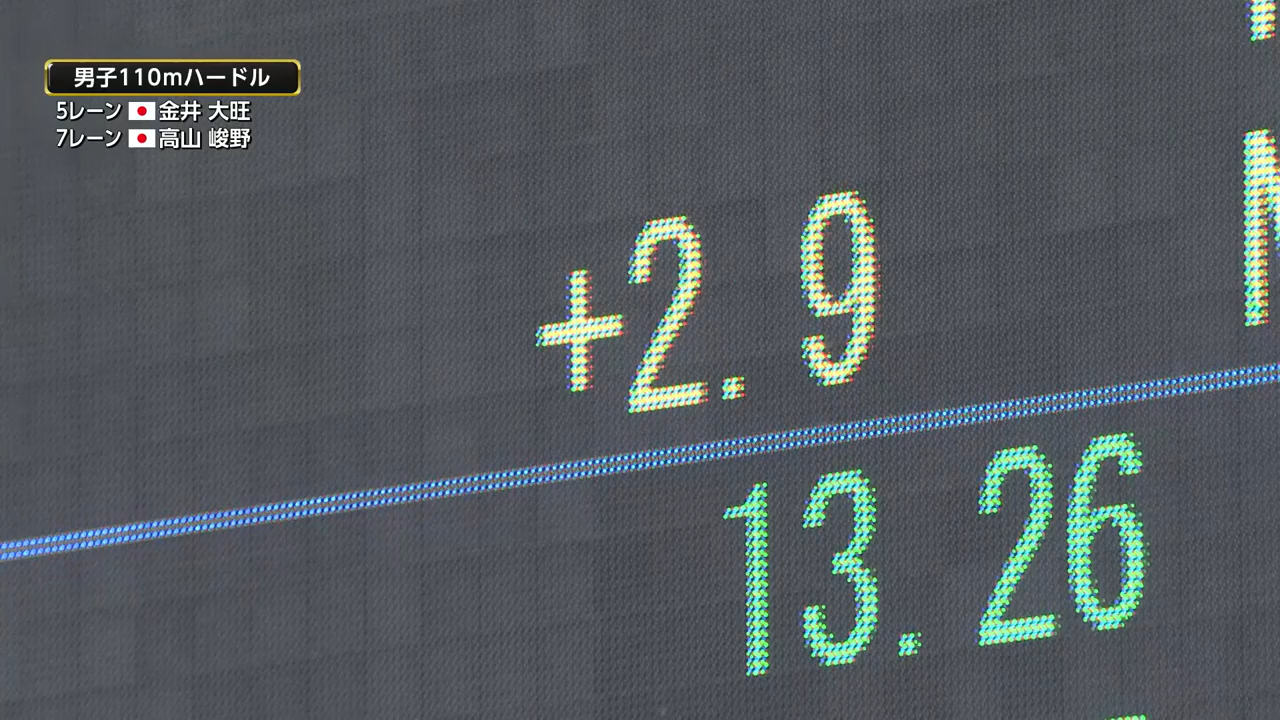 男子110mハードル
5レーン 金井 大旺
7レーン 高山 峻野
+2.9
13.26